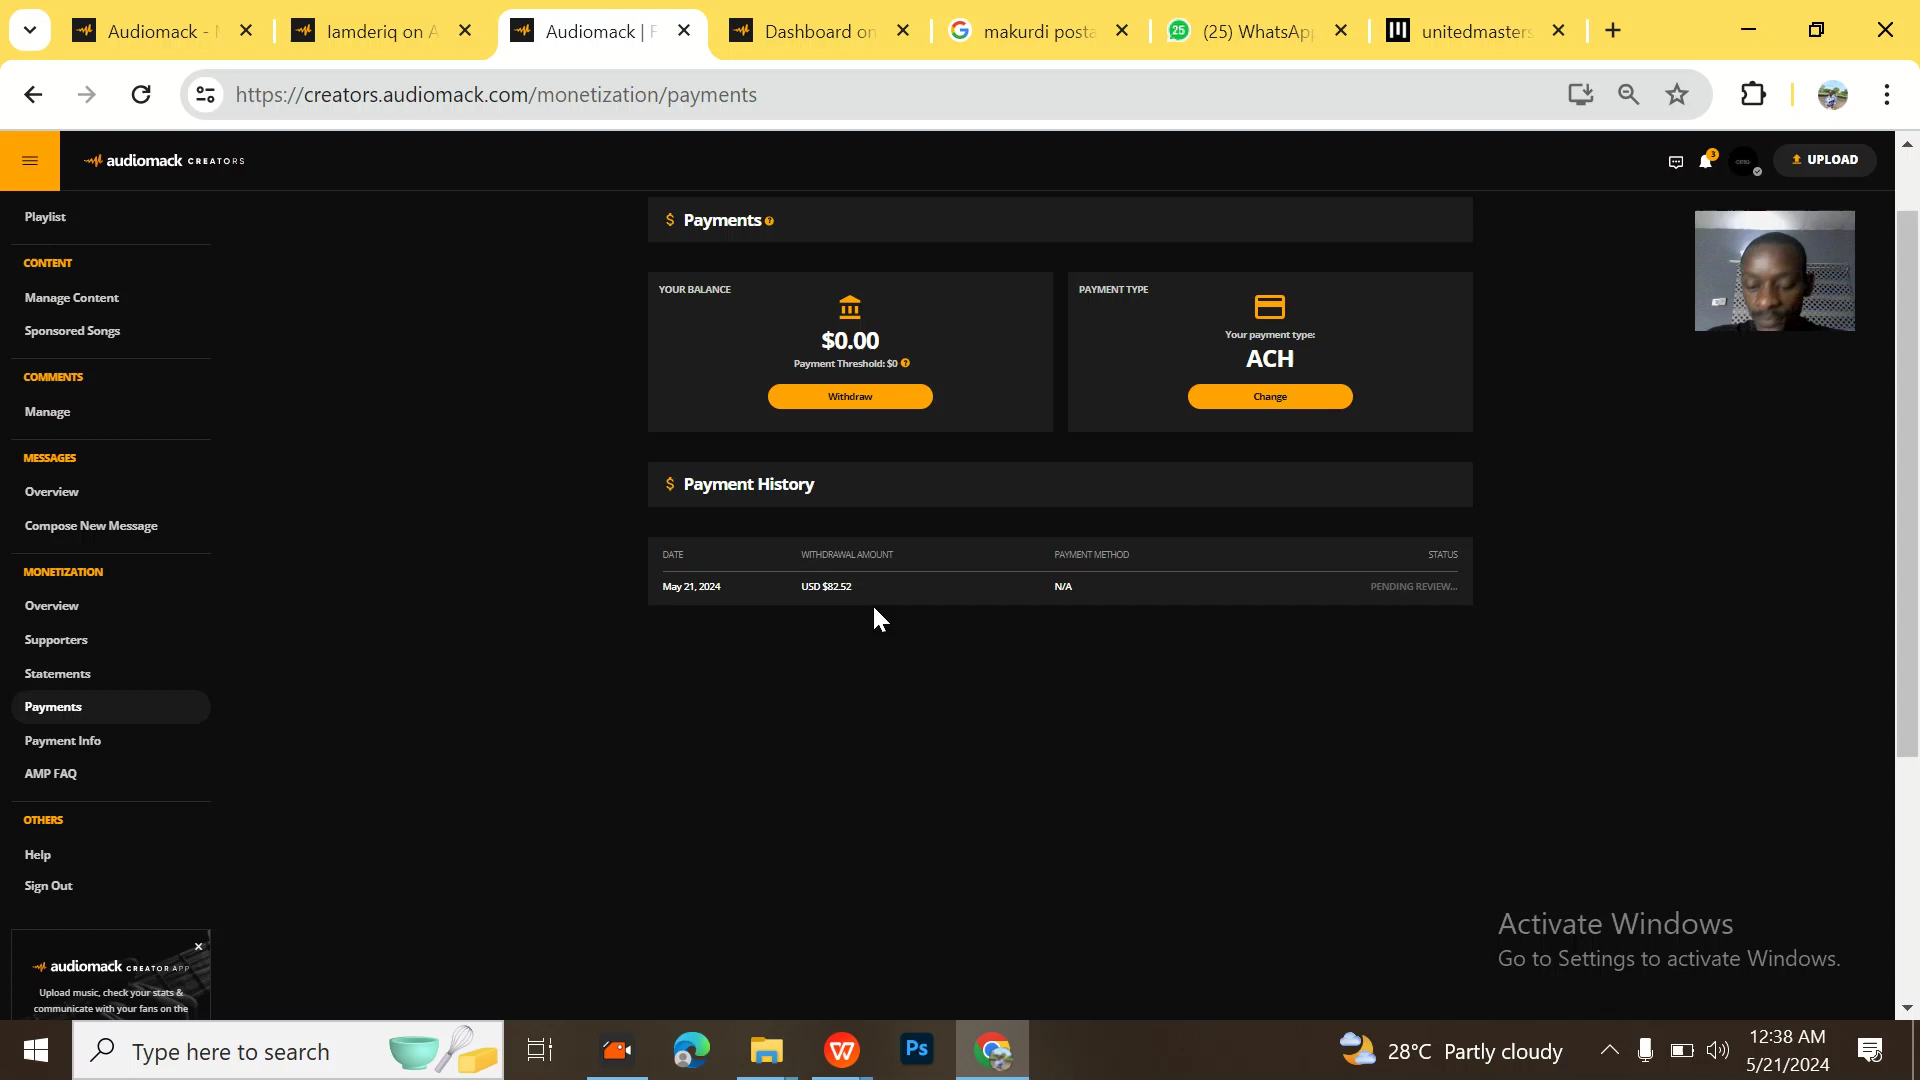 Audiomack -
Iamderiq on A
Audiomack | F
Dashboard on
makurdi posta
25
(25) WhatsApp
unitedmasters
https://creators.audiomack.com/monetization/payments
audiomack CREATORS
3
UPLOAD
Playlist
CONTENT
Manage Content
Sponsored Songs
COMMENTS
Manage
MESSAGES
Overview
Compose New Message
MONETIZATION
Overview
Supporters
Statements
Payments
Payment Info
AMP FAQ
OTHERS
Help
Sign Out
audiomack CREATOR APP
Upload music, check your stats &
communicate with your fans on the
$ Payments ?
YOUR BALANCE
$0.00
Payment Threshold: $0 ?
Withdraw
PAYMENT TYPE
Your payment type:
ACH
Change
$ Payment History
DATE WITHDRAWAL AMOUNT PAYMENT METHOD STATUS
May 21, 2024 USD $82.52 N/A PENDING REVIEW...
Activate Windows
Go to Settings to activate Windows.
Type here to search
W
Ps
28°C Partly cloudy
12:38 AM
5/21/2024